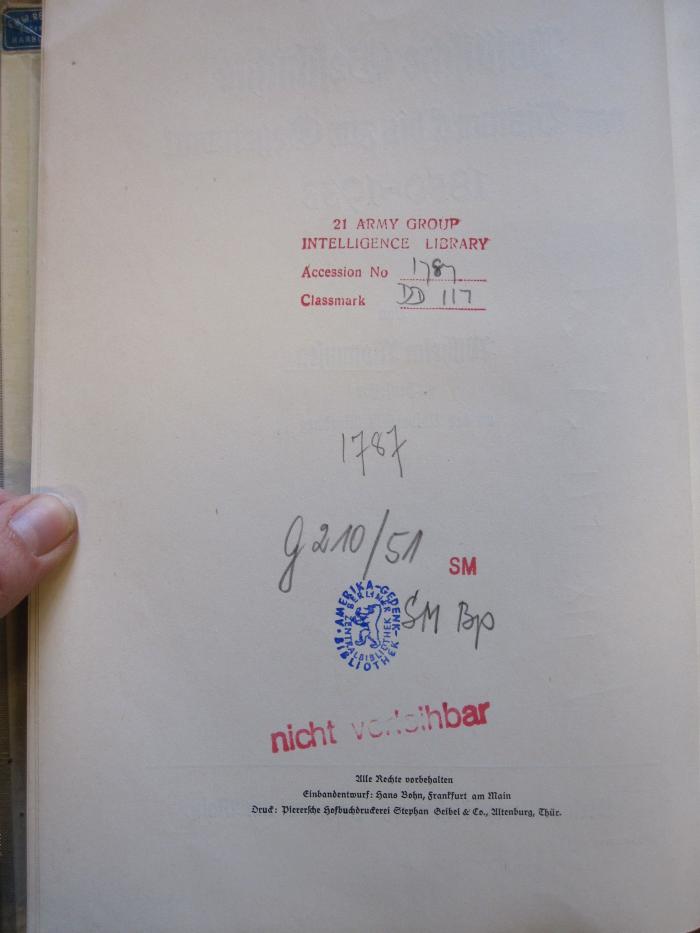 21 ARMY GROUP
INTELLIGENCE LIBRARY
Accession No 1787
Classmark DD 117
1787
g 210/51
SM
AMERIKA-GEDENK-BIBLIOTHEK
BERLINER ZENTRALBIBLIOTHEK
SM Bp
nicht verleihbar
Alle Rechte vorbehalten
Einbandentwurf: Hans Bohn, Frankfurt am Main
Druck: Pierersche Hofbuchdruckerei Stephan Geibel & Co., Altenburg, Thür.